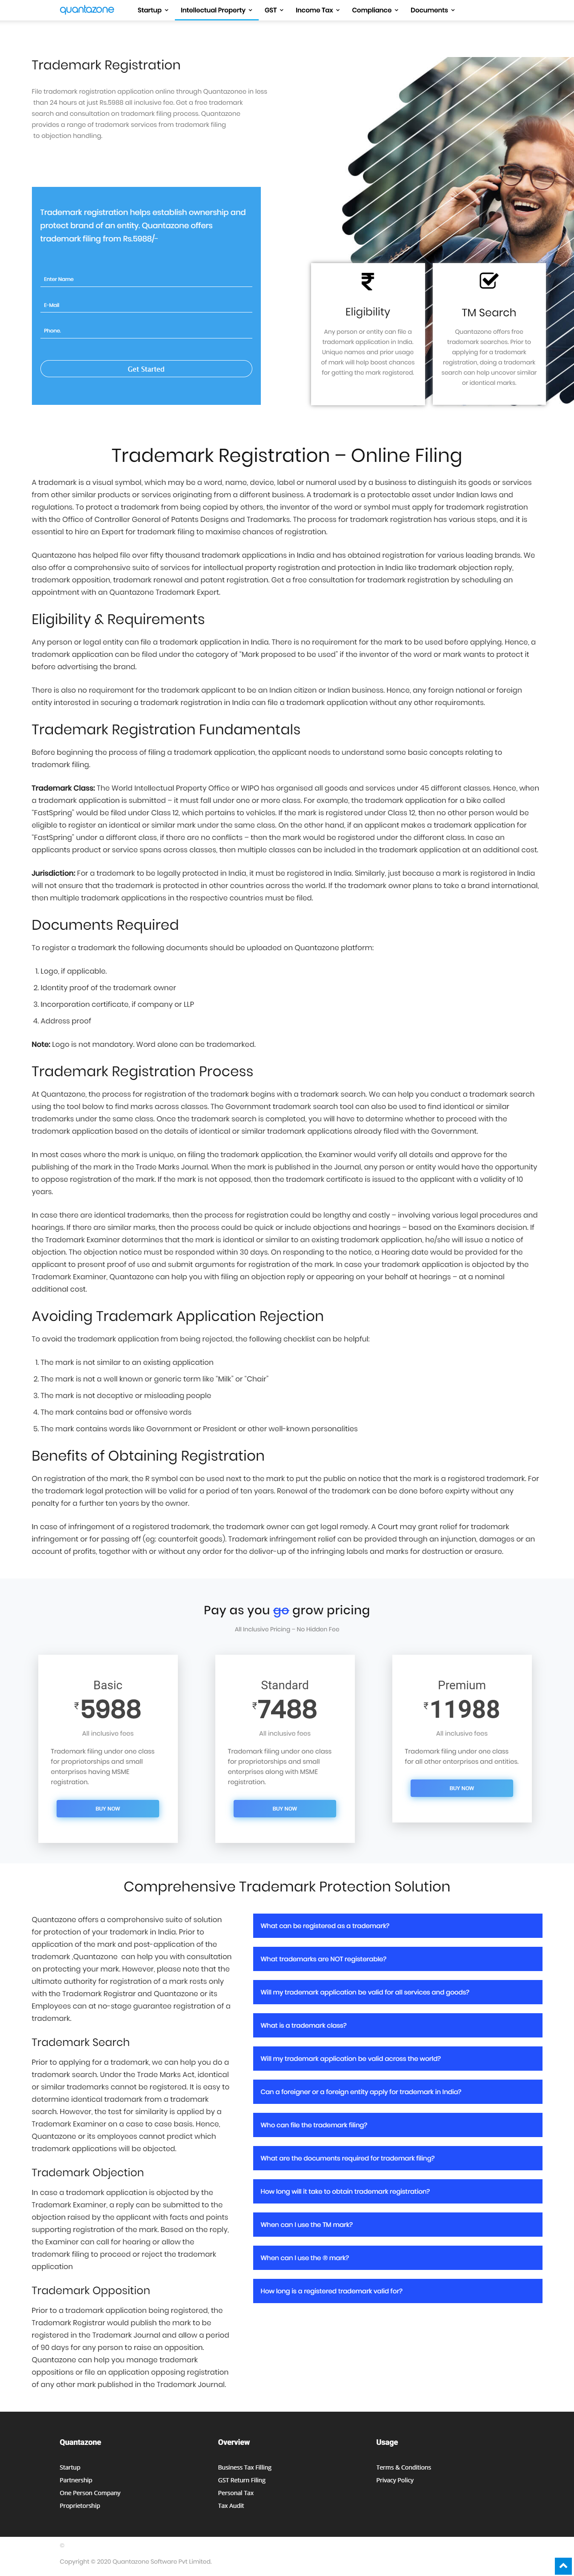 quantazone
Startup
Intellectual Property
GST
Income Tax
Compliance
Documents
Trademark Registration
File trademark registration application online through Quantazonee in less
than 24 hours at just Rs.5988 all inclusive fee. Get a free trademark
search and consultation on trademark filing process. Quantazone
provides a range of trademark services from trademark filing
to objection handling.
Trademark registration helps establish ownership and
protect brand of an entity. Quantazone offers
trademark filing from Rs.5988/-
Enter Name
E-Mail
Phone.
Get Started
₹
Eligibility
Any person or entity can file a
trademark application in India.
Unique names and prior usage
of mark will help boost chances
for getting the mark registered.
TM Search
Quantazone offers free
trademark searches. Prior to
applying for a trademark
registration, doing a trademark
search can help uncover similar
or identical marks.
Trademark Registration – Online Filing
A trademark is a visual symbol, which may be a word, name, device, label or numeral used by a business to distinguish its goods or services
from other similar products or services originating from a different business. A trademark is a protectable asset under Indian laws and
regulations. To protect a trademark from being copied by others, the inventor of the word or symbol must apply for trademark registration
with the Office of Controller General of Patents Designs and Trademarks. The process for trademark registration has various steps, and it is
essential to hire an Expert for trademark filing to maximise chances of registration.
Quantazone has helped file over fifty thousand trademark applications in India and has obtained registration for various leading brands. We
also offer a comprehensive suite of services for intellectual property registration and protection in India like trademark objection reply,
trademark opposition, trademark renewal and patent registration. Get a free consultation for trademark registration by scheduling an
appointment with an Quantazone Trademark Expert.
Eligibility & Requirements
Any person or legal entity can file a trademark application in India. There is no requirement for the mark to be used before applying. Hence, a
trademark application can be filed under the category of "Mark proposed to be used" if the inventor of the word or mark wants to protect it
before advertising the brand.
There is also no requirement for the trademark applicant to be an Indian citizen or Indian business. Hence, any foreign national or foreign
entity interested in securing a trademark registration in India can file a trademark application without any other requirements.
Trademark Registration Fundamentals
Before beginning the process of filing a trademark application, the applicant needs to understand some basic concepts relating to
trademark filing.
Trademark Class: The World Intellectual Property Office or WIPO has organised all goods and services under 45 different classes. Hence, when
a trademark application is submitted – it must fall under one or more class. For example, the trademark application for a bike called
"FastSpring" would be filed under Class 12, which pertains to vehicles. If the mark is registered under Class 12, then no other person would be
eligible to register an identical or similar mark under the same class. On the other hand, if an applicant makes a trademark application for
"FastSpring" under a different class, if there are no conflicts – then the mark would be registered under the different class. In case an
applicants product or service spans across classes, then multiple classes can be included in the trademark application at an additional cost.
Jurisdiction: For a trademark to be legally protected in India, it must be registered in India. Similarly, just because a mark is registered in India
will not ensure that the trademark is protected in other countries across the world. If the trademark owner plans to take a brand international,
then multiple trademark applications in the respective countries must be filed.
Documents Required
To register a trademark the following documents should be uploaded on Quantazone platform:
1. Logo, if applicable.
2. Identity proof of the trademark owner
3. Incorporation certificate, if company or LLP
4. Address proof
Note: Logo is not mandatory. Word alone can be trademarked.
Trademark Registration Process
At Quantazone, the process for registration of the trademark begins with a trademark search. We can help you conduct a trademark search
using the tool below to find marks across classes. The Government trademark search tool can also be used to find identical or similar
trademarks under the same class. Once the trademark search is completed, you will have to determine whether to proceed with the
trademark application based on the details of identical or similar trademark applications already filed with the Government.
In most cases where the mark is unique, on filing the trademark application, the Examiner would verify all details and approve for the
publishing of the mark in the Trade Marks Journal. When the mark is published in the Journal, any person or entity would have the opportunity
to oppose registration of the mark. If the mark is not opposed, then the trademark certificate is issued to the applicant with a validity of 10
years.
In case there are identical trademarks, then the process for registration could be lengthy and costly – involving various legal procedures and
hearings. If there are similar marks, then the process could be quick or include objections and hearings – based on the Examiners decision. If
the Trademark Examiner determines that the mark is identical or similar to an existing trademark application, he/she will issue a notice of
objection. The objection notice must be responded within 30 days. On responding to the notice, a Hearing date would be provided for the
applicant to present proof of use and submit arguments for registration of the mark. In case your trademark application is objected by the
Trademark Examiner, Quantazone can help you with filing an objection reply or appearing on your behalf at hearings – at a nominal
additional cost.
Avoiding Trademark Application Rejection
To avoid the trademark application from being rejected, the following checklist can be helpful:
1. The mark is not similar to an existing application
2. The mark is not a well known or generic term like "Milk" or "Chair"
3. The mark is not deceptive or misleading people
4. The mark contains bad or offensive words
5. The mark contains words like Government or President or other well-known personalities
Benefits of Obtaining Registration
On registration of the mark, the R symbol can be used next to the mark to put the public on notice that the mark is a registered trademark. For
the trademark legal protection will be valid for a period of ten years. Renewal of the trademark can be done before expirty without any
penalty for a further ten years by the owner.
In case of infringement of a registered trademark, the trademark owner can get legal remedy. A Court may grant relief for trademark
infringement or for passing off (eg: counterfeit goods). Trademark infringement relief can be provided through an injunction, damages or an
account of profits, together with or without any order for the deliver-up of the infringing labels and marks for destruction or erasure.
Pay as you go grow pricing
All Inclusive Pricing – No Hidden Fee
Basic
₹5988
All inclusive fees
Trademark filing under one class
for propriertorships and small
enterprises having MSME
registration.
BUY NOW
Standard
₹7488
All inclusive fees
Trademark filing under one class
for propriertorships and small
enterprises along with MSME
registration.
BUY NOW
Premium
₹11988
All inclusive fees
Trademark filing under one class
for all other enterprises and entities.
BUY NOW
Comprehensive Trademark Protection Solution
Quantazone offers a comprehensive suite of solution
for protection of your trademark in India. Prior to
application of the mark and post-application of the
trademark ,Quantazone can help you with consultation
on protecting your mark. However, please note that the
ultimate authority for registration of a mark rests only
with the Trademark Registrar and Quantazone or its
Employees can at no-stage guarantee registration of a
trademark.
Trademark Search
Prior to applying for a trademark, we can help you do a
trademark search. Under the Trade Marks Act, identical
or similar trademarks cannot be registered. It is easy to
determine identical trademark from a trademark
search. However, the test for similarity is applied by a
Trademark Examiner on a case to case basis. Hence,
Quantazone or its employees cannot predict which
trademark applications will be objected.
Trademark Objection
In case a trademark application is objected by the
Trademark Examiner, a reply can be submitted to the
objection raised by the applicant with facts and points
supporting registration of the mark. Based on the reply,
the Examiner can call for hearing or allow the
trademark filing to proceed or reject the trademark
application
Trademark Opposition
Prior to a trademark application being registered, the
Trademark Registrar would publish the mark to be
registered in the Trademark Journal and allow a period
of 90 days for any person to raise an opposition.
Quantazone can help you manage trademark
oppositions or file an application opposing registration
of any other mark published in the Trademark Journal.
What can be registered as a trademark?
What trademarks are NOT registerable?
Will my trademark application be valid for all services and goods?
What is a trademark class?
Will my trademark application be valid across the world?
Can a foreigner or a foreign entity apply for trademark in India?
Who can file the trademark filing?
What are the documents required for trademark filing?
How long will it take to obtain trademark registration?
When can I use the TM mark?
When can I use the ® mark?
How long is a registered trademark valid for?
Quantazone
Startup
Partnership
One Person Company
Proprietorship
Overview
Business Tax Filling
GST Return Filing
Personal Tax
Tax Audit
Usage
Terms & Conditions
Privacy Policy
Copyright © 2020 Quantazone Software Pvt Limited.